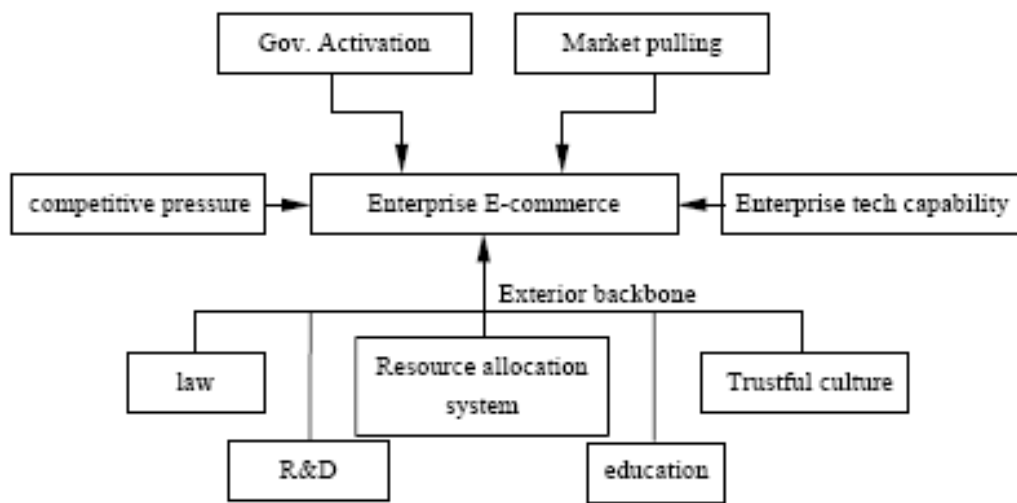 Gov. Activation
Market pulling
competitive pressure
Enterprise E-commerce
Enterprise tech capability
Exterior backbone
law
Resource allocation
system
Trustful culture
R&D
education